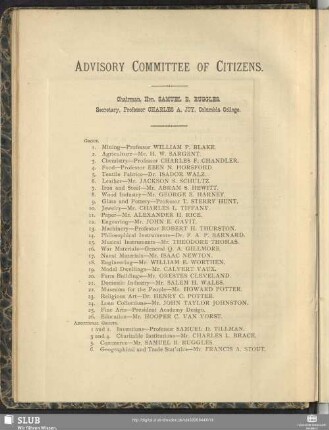 ADVISORY COMMITTEE OF CITIZENS.
Chairman, Hon. SAMUEL B. RUGGLES.
Secretary, Professor CHARLES A. JOY, Columbia College.
GROUP.
1. Mining—Professor WILLIAM P. BLAKE.
2. Agriculture—Mr. H. W. SARGENT.
3. Chemistry—Professor CHARLES F. CHANDLER.
4. Food—Professor EBEN N. HORSFORD.
5. Textile Fabrics—Dr. ISADOR WALZ.
6. Leather—Mr. JACKSON S. SCHULTZ.
7. Iron and Steel—Mr. ABRAM S. HEWITT.
8. Wood Industry—Mr. GEORGE S. HARNEY.
9. Glass and Pottery—Professor T. STERRY HUNT.
10. Jewelry—Mr. CHARLES L. TIFFANY.
11. Paper—Mr. ALEXANDER H. RICE.
12. Engraving—Mr. JOHN E. GAVIT.
13. Machinery—Professor ROBERT H. THURSTON.
14. Philosophical Instruments—Dr. F. A. P. BARNARD.
15. Musical Instruments—Mr. THEODORE THOMAS.
16. War Materials—General Q. A. GILLMORE.
17. Naval Materials—Mr. ISAAC NEWTON.
18. Engineering—Mr. WILLIAM E. WORTHEN.
19. Model Dwellings—Mr. CALVERT VAUX.
20. Farm Buildings—Mr. CHESTER CLEVELAND.
21. Domestic Industry—Mr. SALEM H. WALES.
22. Museums for the People—Mr. HOWARD POTTER.
23. Religious Art—Dr. HENRY C. POTTER.
24. Loan Collections—Mr. JOHN TAYLOR JOHNSTON.
25. Fine Arts—President Academy Design.
26. Education—Mr. HOOPER C. VAN VORST.
ADDITIONAL GROUPS.
1 and 2. Inventions—Professor SAMUEL D. TILLMAN.
3 and 4. Charitable Institutions—Mr. CHARLES L. BRACE.
5. Commerce—Mr. SAMUEL B. RUGGLES.
6. Geographical and Trade Statistics—Mr. FRANCIS A. STOUT.
SLUB
Wir führen Wissen.